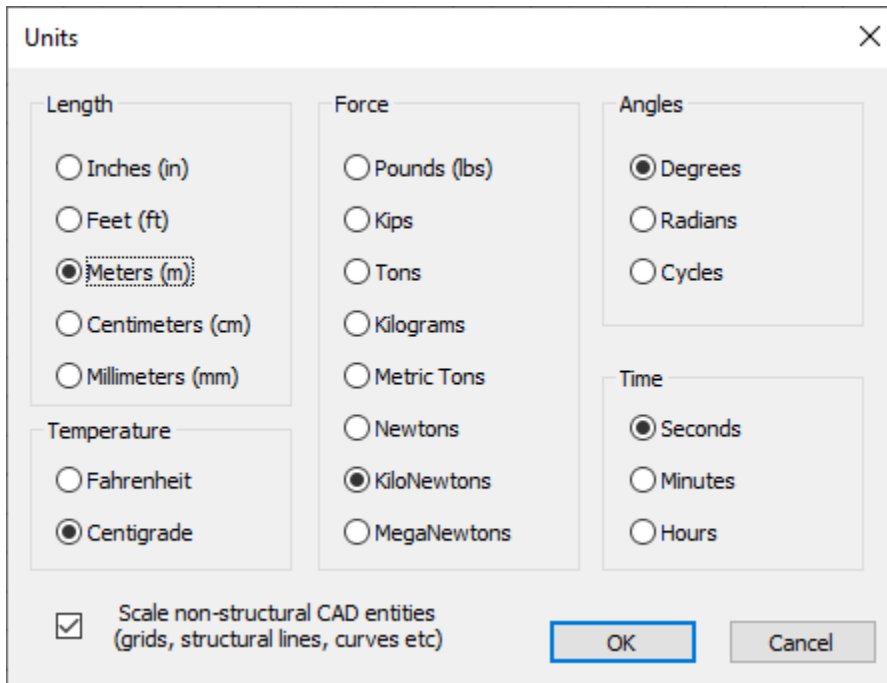 Units
Length
Inches (in)
Feet (ft)
Meters (m)
Centimeters (cm)
Millimeters (mm)
Temperature
Fahrenheit
Centigrade
Force
Pounds (lbs)
Kips
Tons
Kilograms
Metric Tons
Newtons
KiloNewtons
MegaNewtons
Angles
Degrees
Radians
Cycles
Time
Seconds
Minutes
Hours
Scale non-structural CAD entities
(grids, structural lines, curves etc)
OK
Cancel